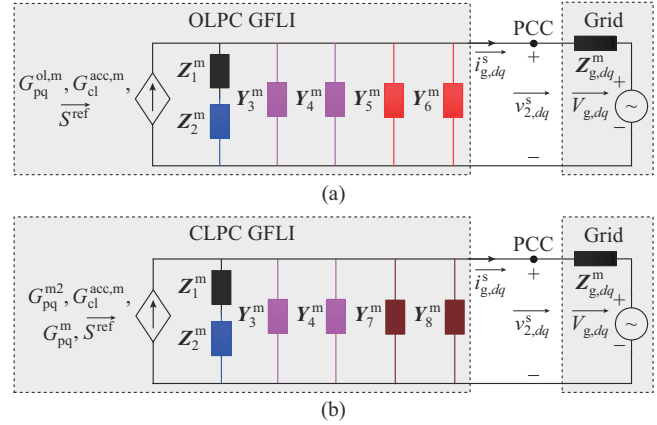 OLPC GFLI
PCC
Grid
G_pq^ol,m, G_cl^acc,m,
S^ref
Z_1^m
Z_2^m
Y_3^m
Y_4^m
Y_5^m
Y_6^m
i_g,dq^s
+
v_2,dq^s
−
Z_g,dq^m
V_g,dq
+
~
−
(a)
CLPC GFLI
PCC
Grid
G_pq^m2, G_cl^acc,m,
G_pq^m, S^ref
Z_1^m
Z_2^m
Y_3^m
Y_4^m
Y_7^m
Y_8^m
i_g,dq^s
+
v_2,dq^s
−
Z_g,dq^m
V_g,dq
+
~
−
(b)